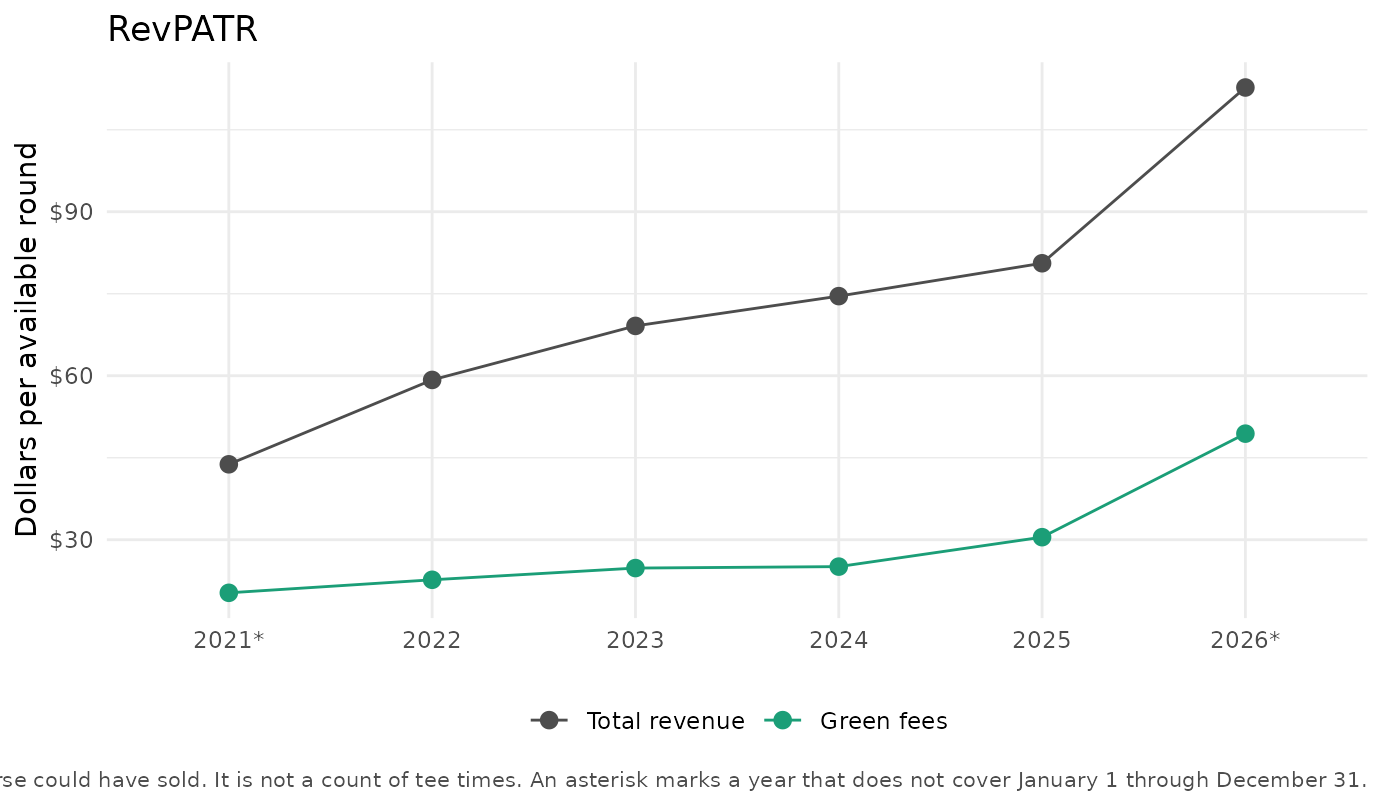 RevPATR
Dollars per available round
$90
$60
$30
2021* 2022 2023 2024 2025 2026*
Total revenue Green fees
could have sold. It is not a count of tee times. An asterisk marks a year that does not cover January 1 through December 31.